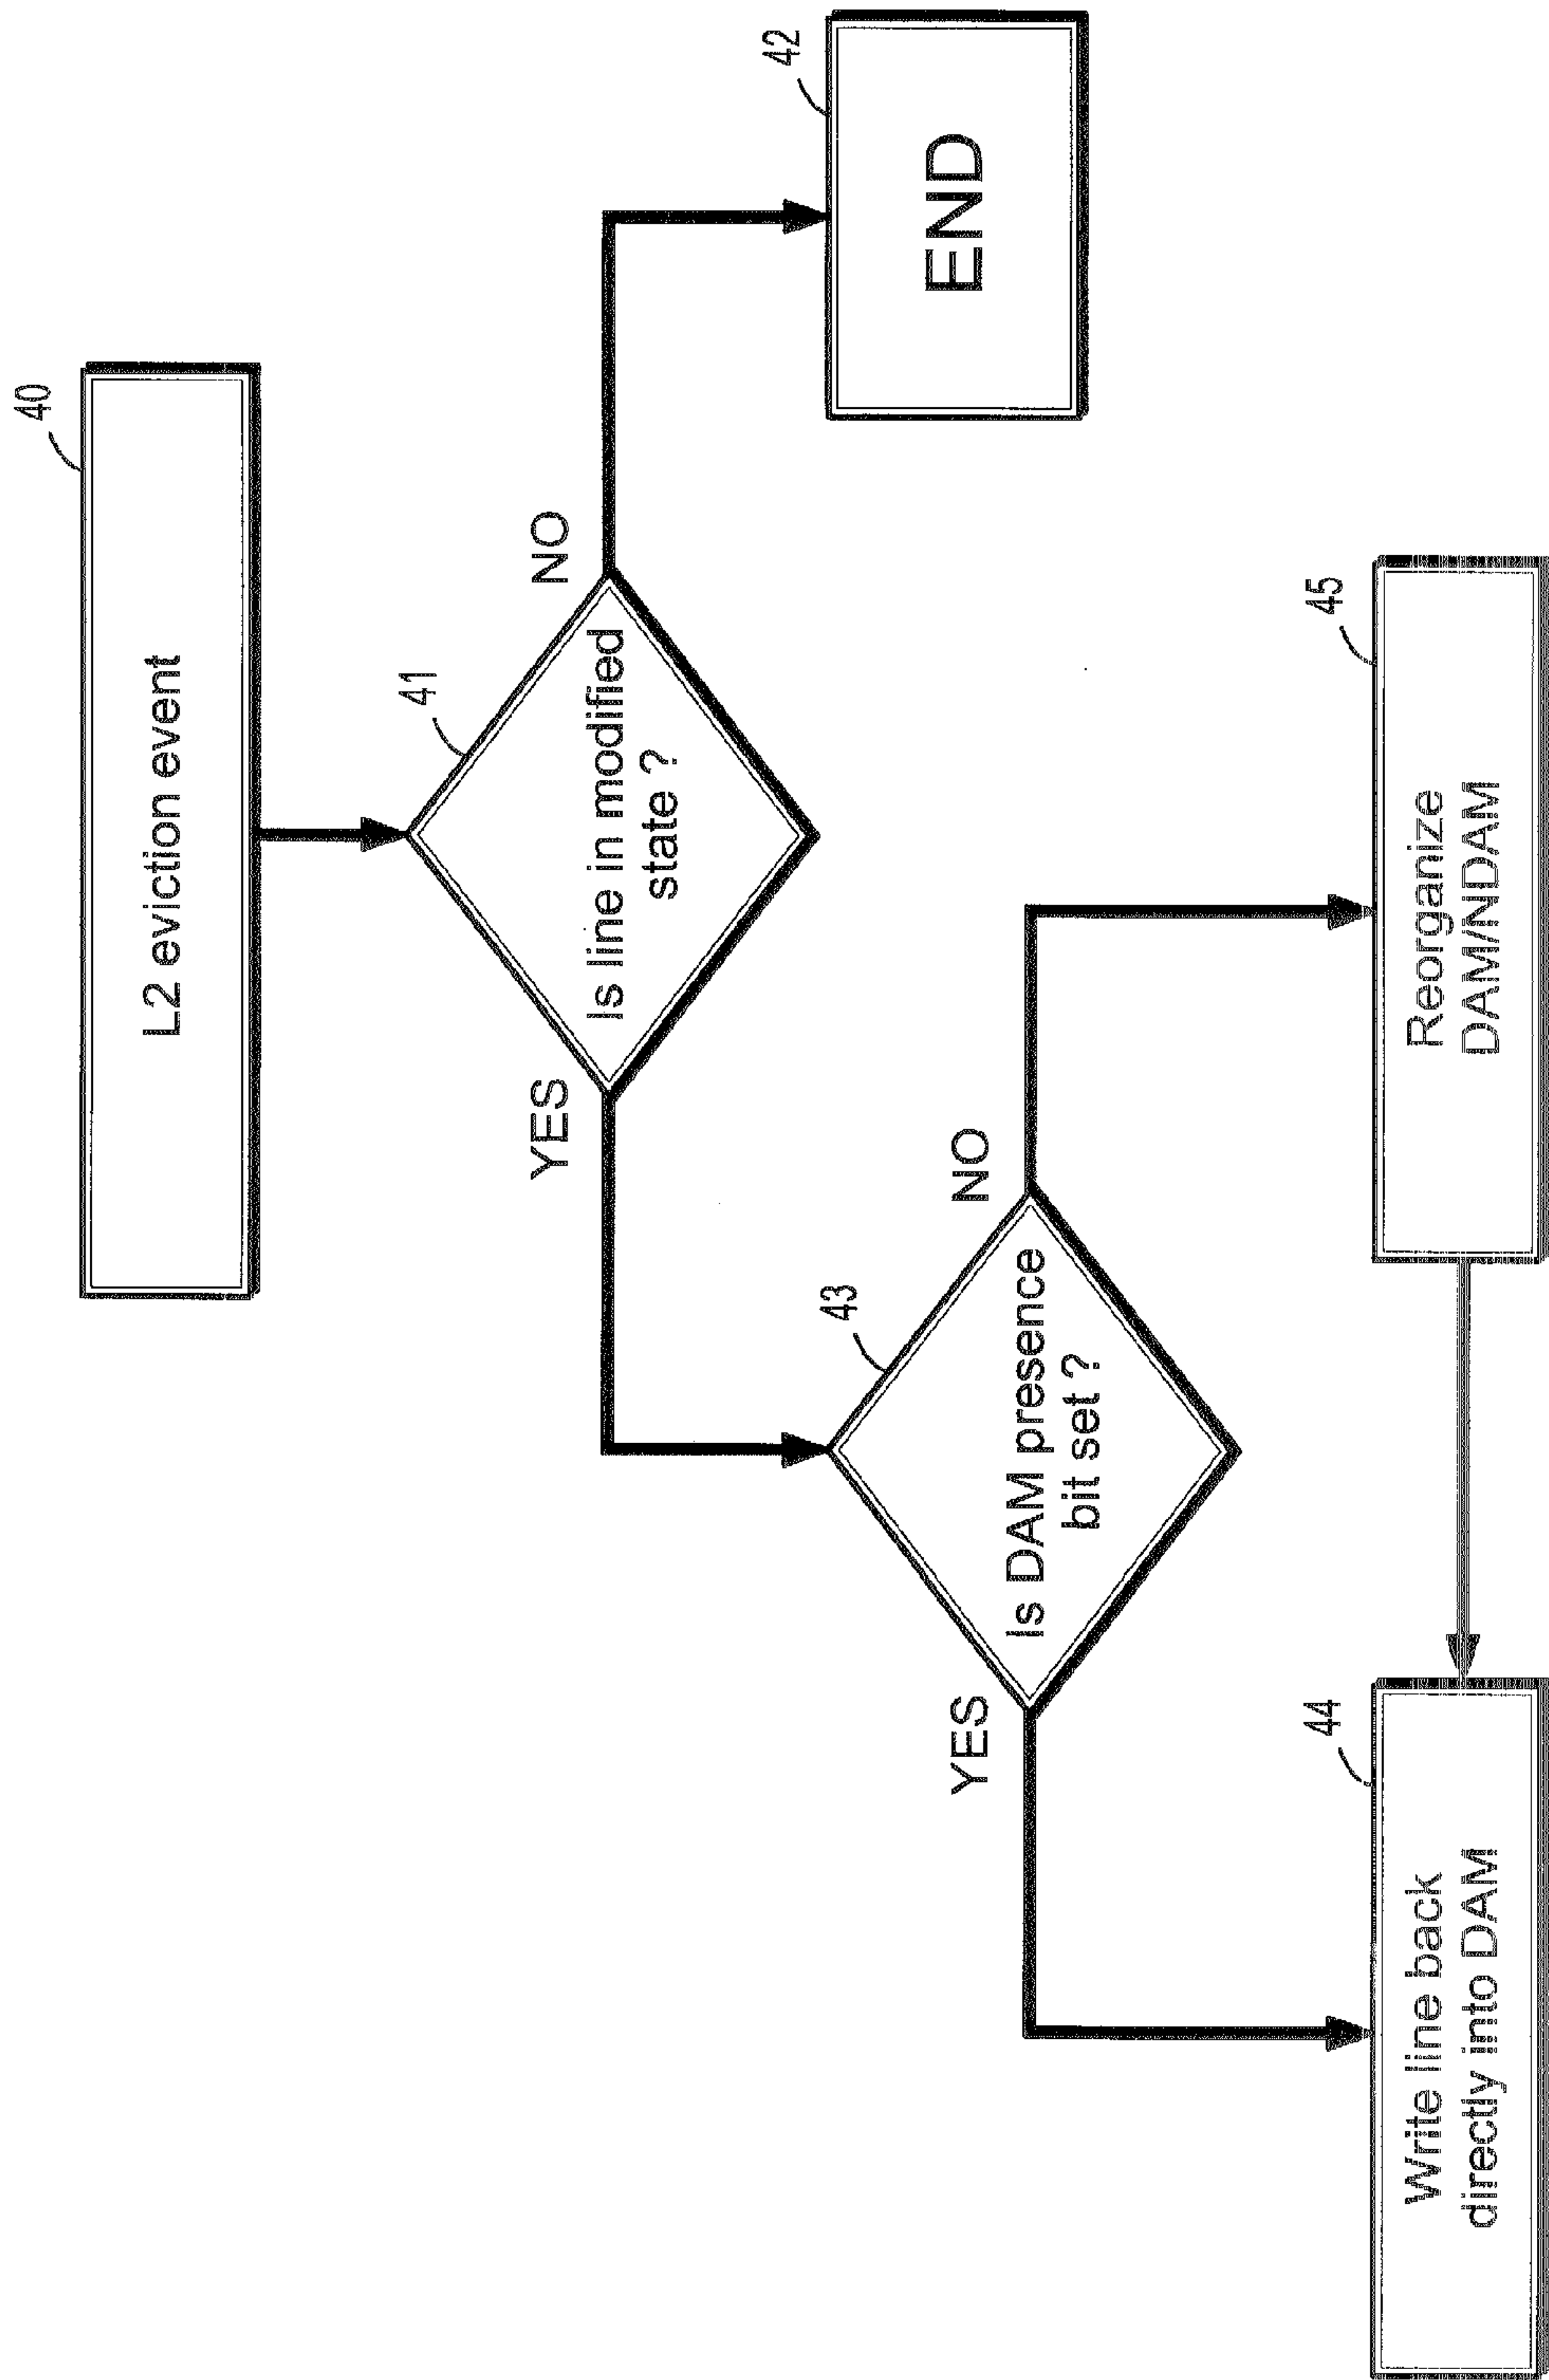 40
L2 eviction event
41
Is line in modified
state ?
YES
NO
42
END
43
Is DAM presence
bit set ?
YES
NO
44
Write line back
directly into DAM
45
Reorganize
DAM/NDAM